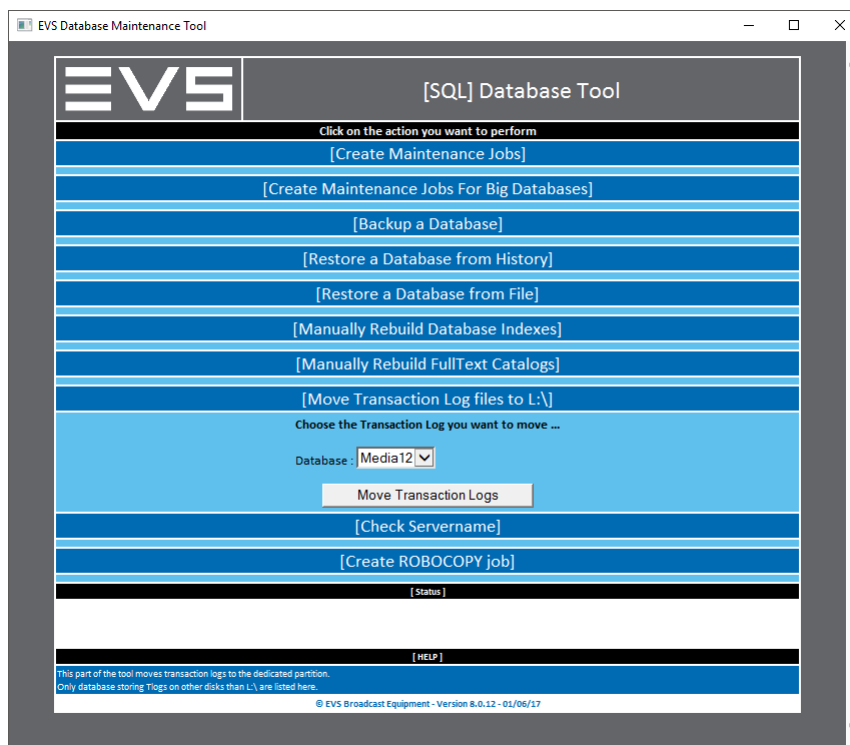 EVS Database Maintenance Tool
EVS
[SQL] Database Tool
Click on the action you want to perform
[Create Maintenance Jobs]
[Create Maintenance Jobs For Big Databases]
[Backup a Database]
[Restore a Database from History]
[Restore a Database from File]
[Manually Rebuild Database Indexes]
[Manually Rebuild FullText Catalogs]
[Move Transaction Log files to L:\]
Choose the Transaction Log you want to move ...
Database : Media12
Move Transaction Logs
[Check Servername]
[Create ROBOCOPY job]
[ Status ]
[ HELP ]
This part of the tool moves transaction logs to the dedicated partition.
Only database storing Tlogs on other disks than L:\ are listed here.
© EVS Broadcast Equipment - Version 8.0.12 - 01/06/17